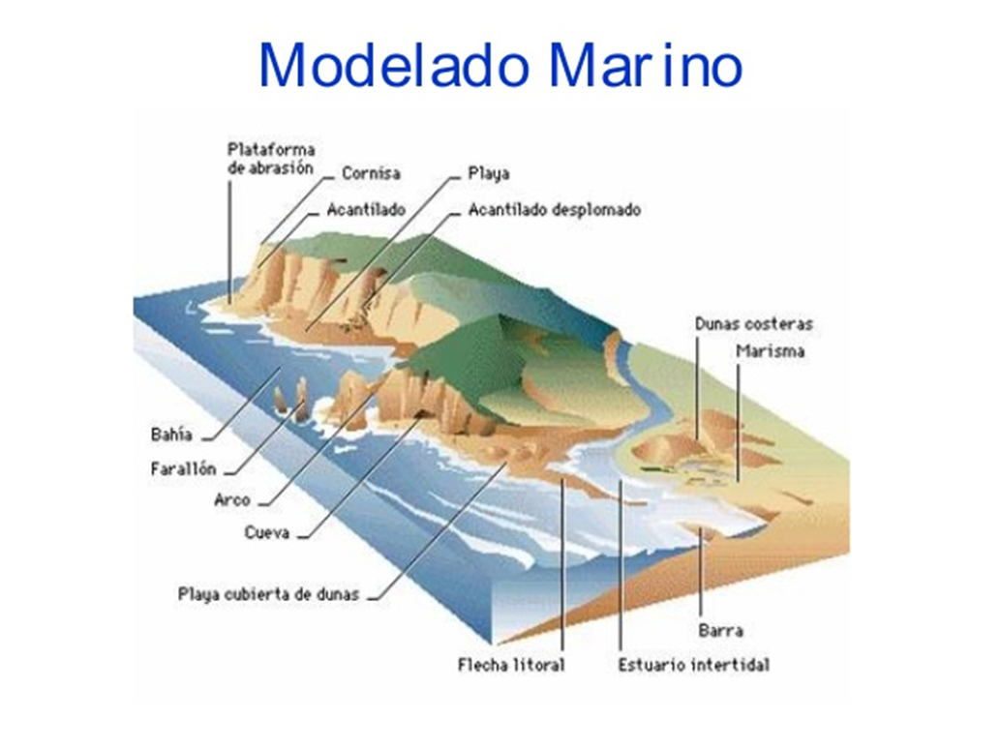 Modelado Marino
Plataforma
de abrasión
Cornisa
Playa
Acantilado
Acantilado desplomado
Dunas costeras
Marisma
Bahía
Farallón
Arco
Cueva
Playa cubierta de dunas
Barra
Flecha litoral
Estuario intertidal